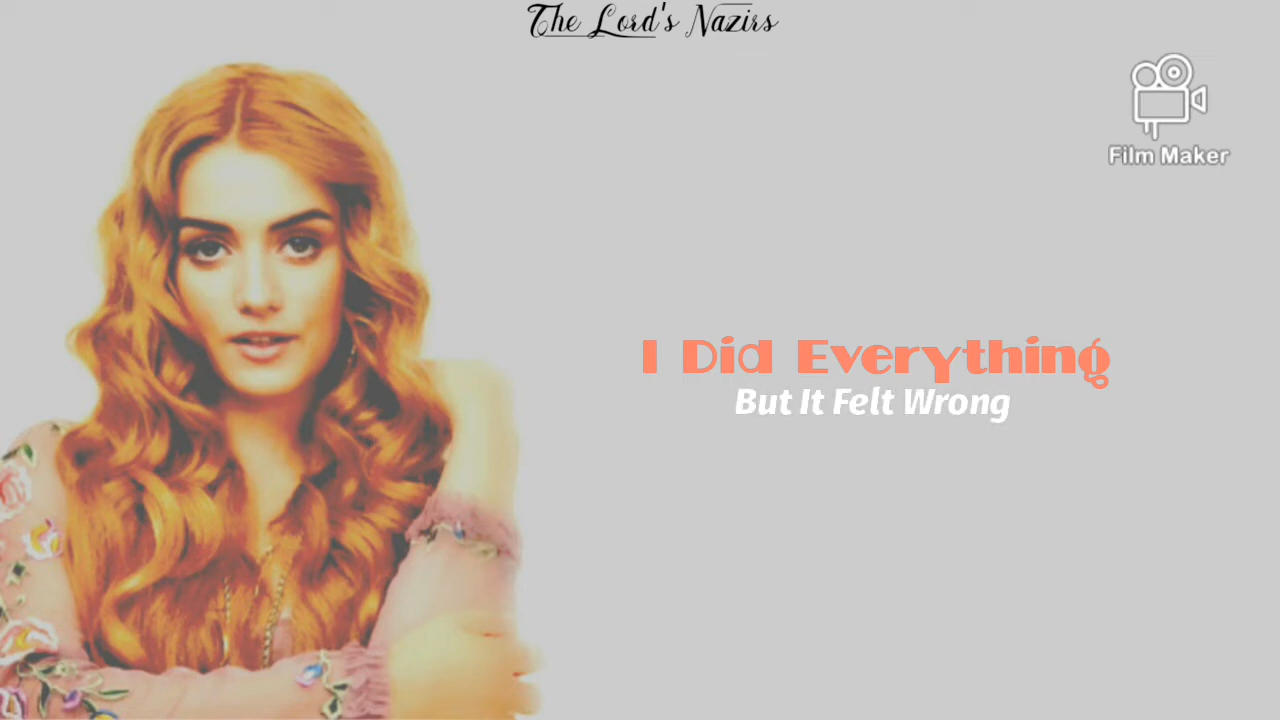 The Lord's Nazirs
Film Maker
I Did Everything
But It Felt Wrong